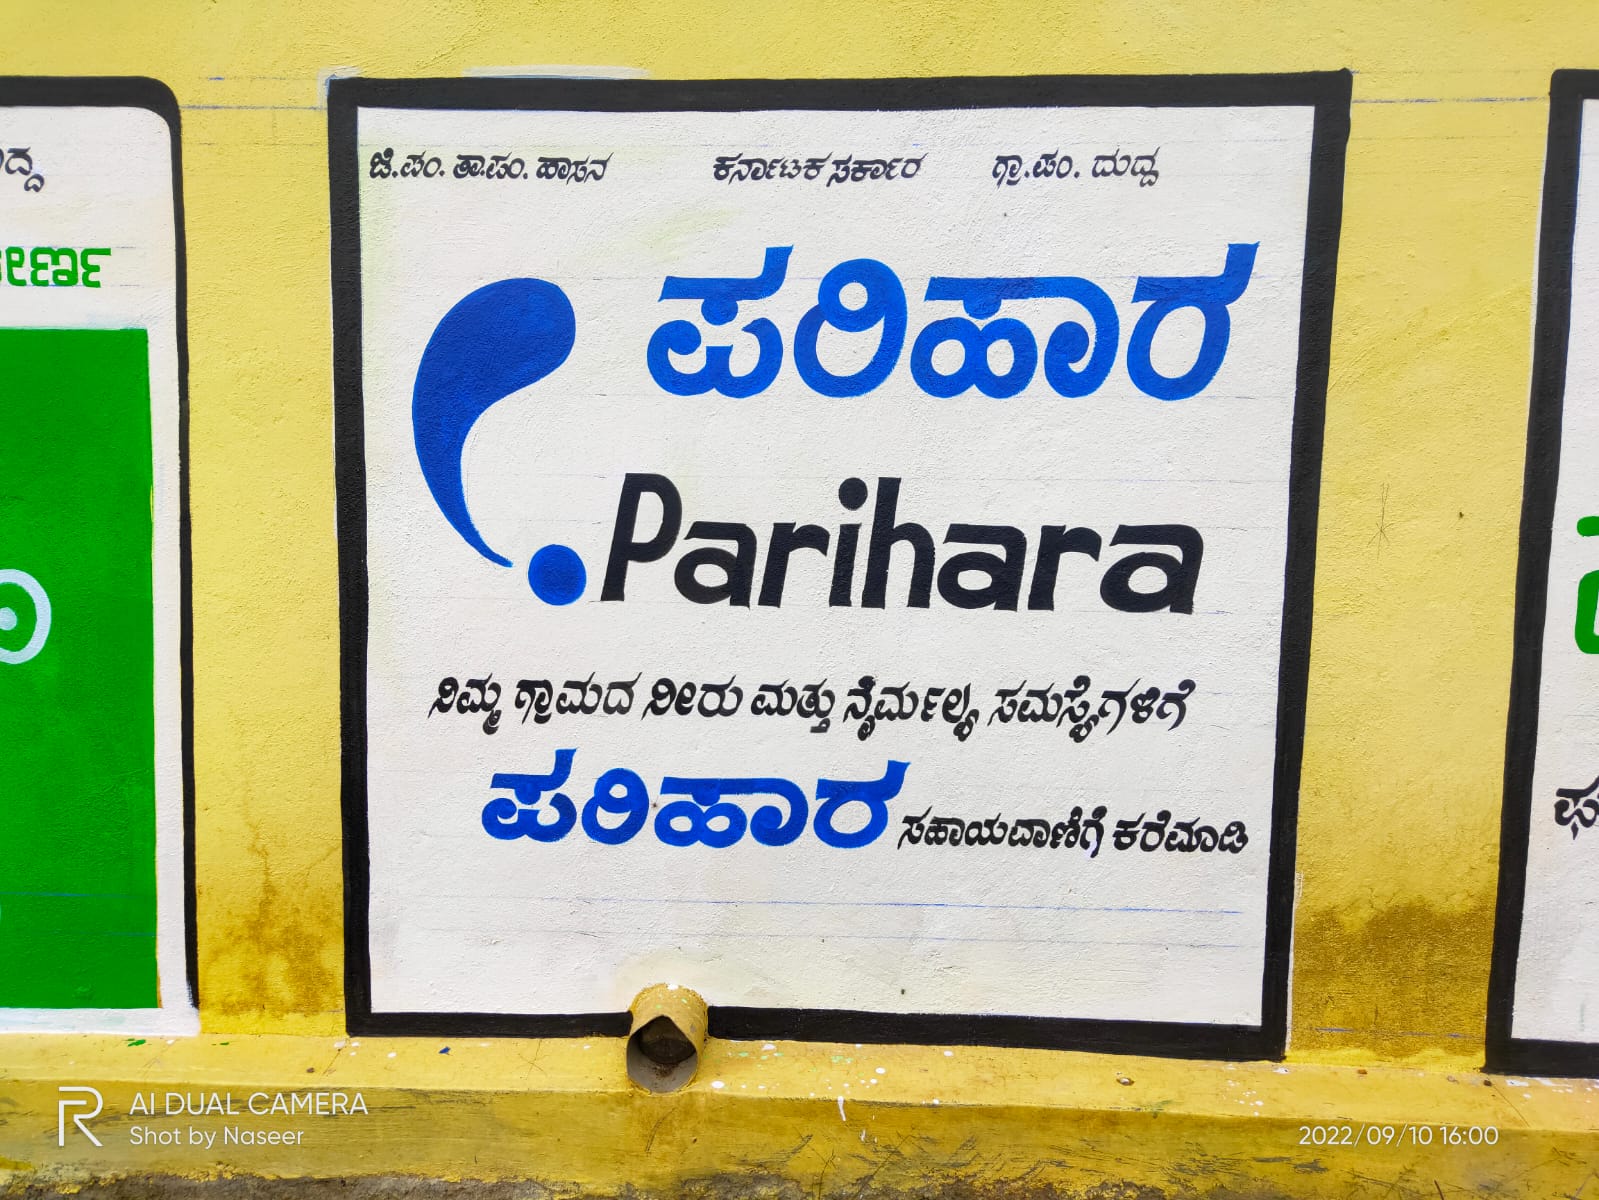 ಜಿ.ಪಂ. ತಾ.ಪಂ. ಹಾಸನ ಕರ್ನಾಟಕ ಸರ್ಕಾರ ಗ್ರಾ.ಪಂ. ದುದ್ದ
ಪರಿಹಾರ
Parihara
ನಿಮ್ಮ ಗ್ರಾಮದ ನೀರು ಮತ್ತು ನೈರ್ಮಲ್ಯ ಸಮಸ್ಯೆಗಳಿಗೆ
ಪರಿಹಾರ ಸಹಾಯವಾಣಿಗೆ ಕರೆಮಾಡಿ
R AI DUAL CAMERA
Shot by Naseer
2022/09/10 16:00